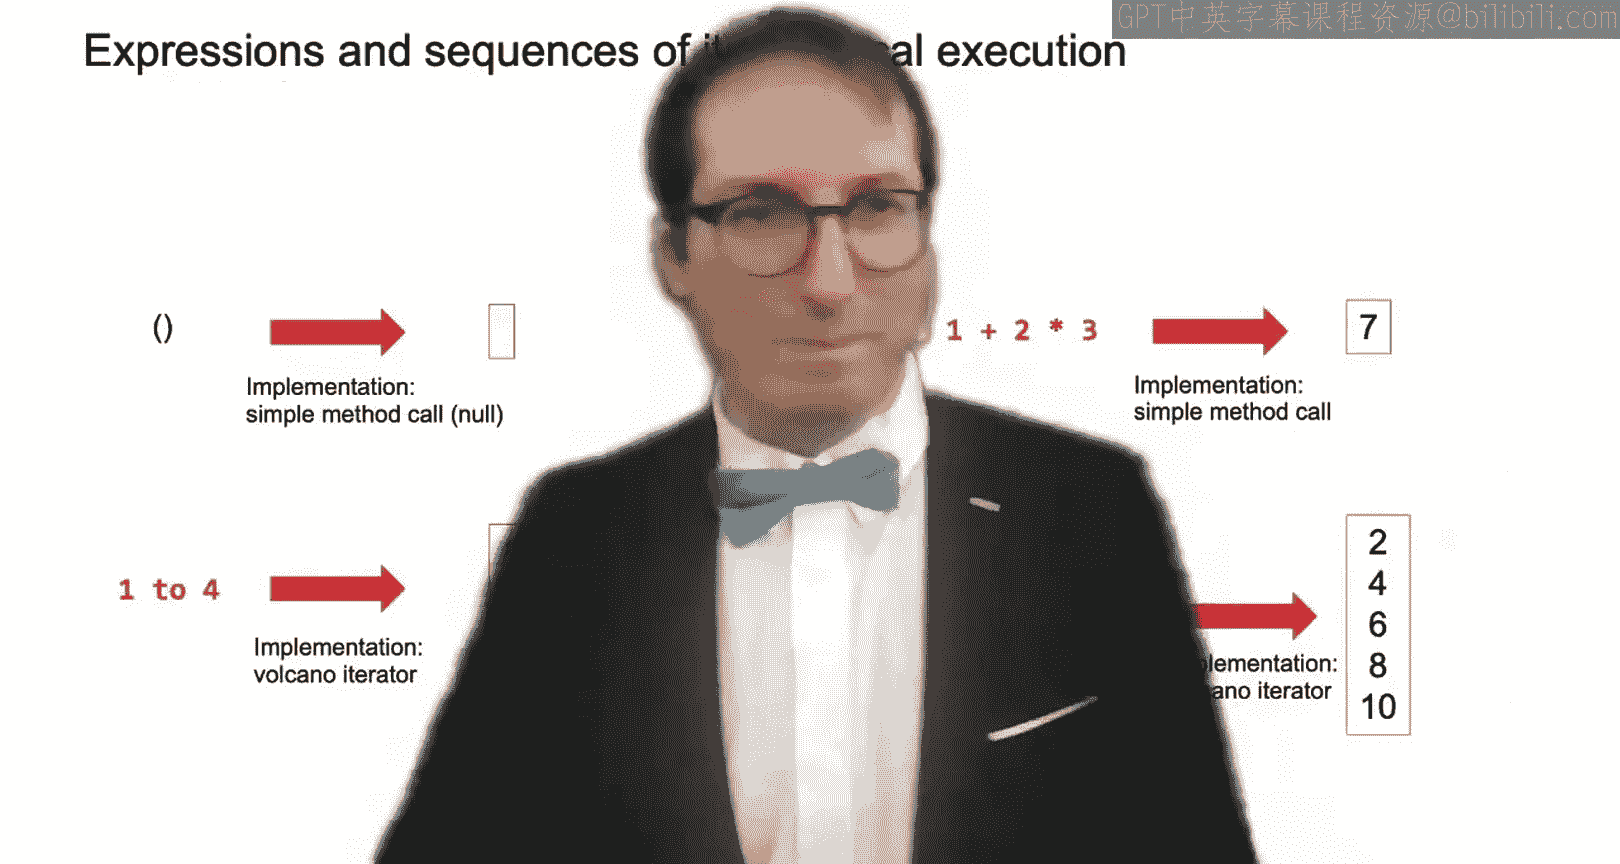 GPT中英字幕课程资源@bilibili.com
Expressions and sequences of al execution
()
Implementation:
simple method call (null)
1 + 2 * 3
7
Implementation:
simple method call
1 to 4
Implementation:
volcano iterator
lementation:
ano iterator
2
4
6
8
10